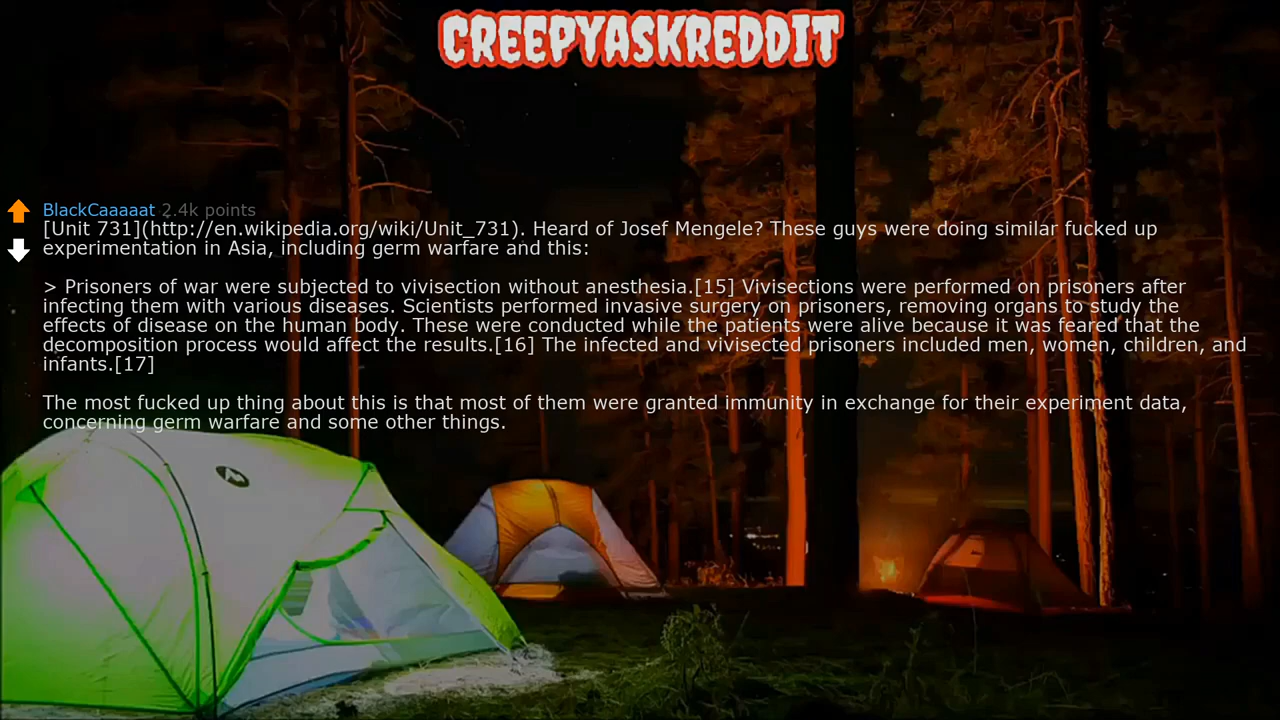 CREEPYASKREDDIT
BlackCaaaaat 2.4k points
[Unit 731](http://en.wikipedia.org/wiki/Unit_731). Heard of Josef Mengele? These guys were doing similar fucked up
experimentation in Asia, including germ warfare and this:
> Prisoners of war were subjected to vivisection without anesthesia.[15] Vivisections were performed on prisoners after
infecting them with various diseases. Scientists performed invasive surgery on prisoners, removing organs to study the
effects of disease on the human body. These were conducted while the patients were alive because it was feared that the
decomposition process would affect the results.[16] The infected and vivisected prisoners included men, women, children, and
infants.[17]
The most fucked up thing about this is that most of them were granted immunity in exchange for their experiment data,
concerning germ warfare and some other things.